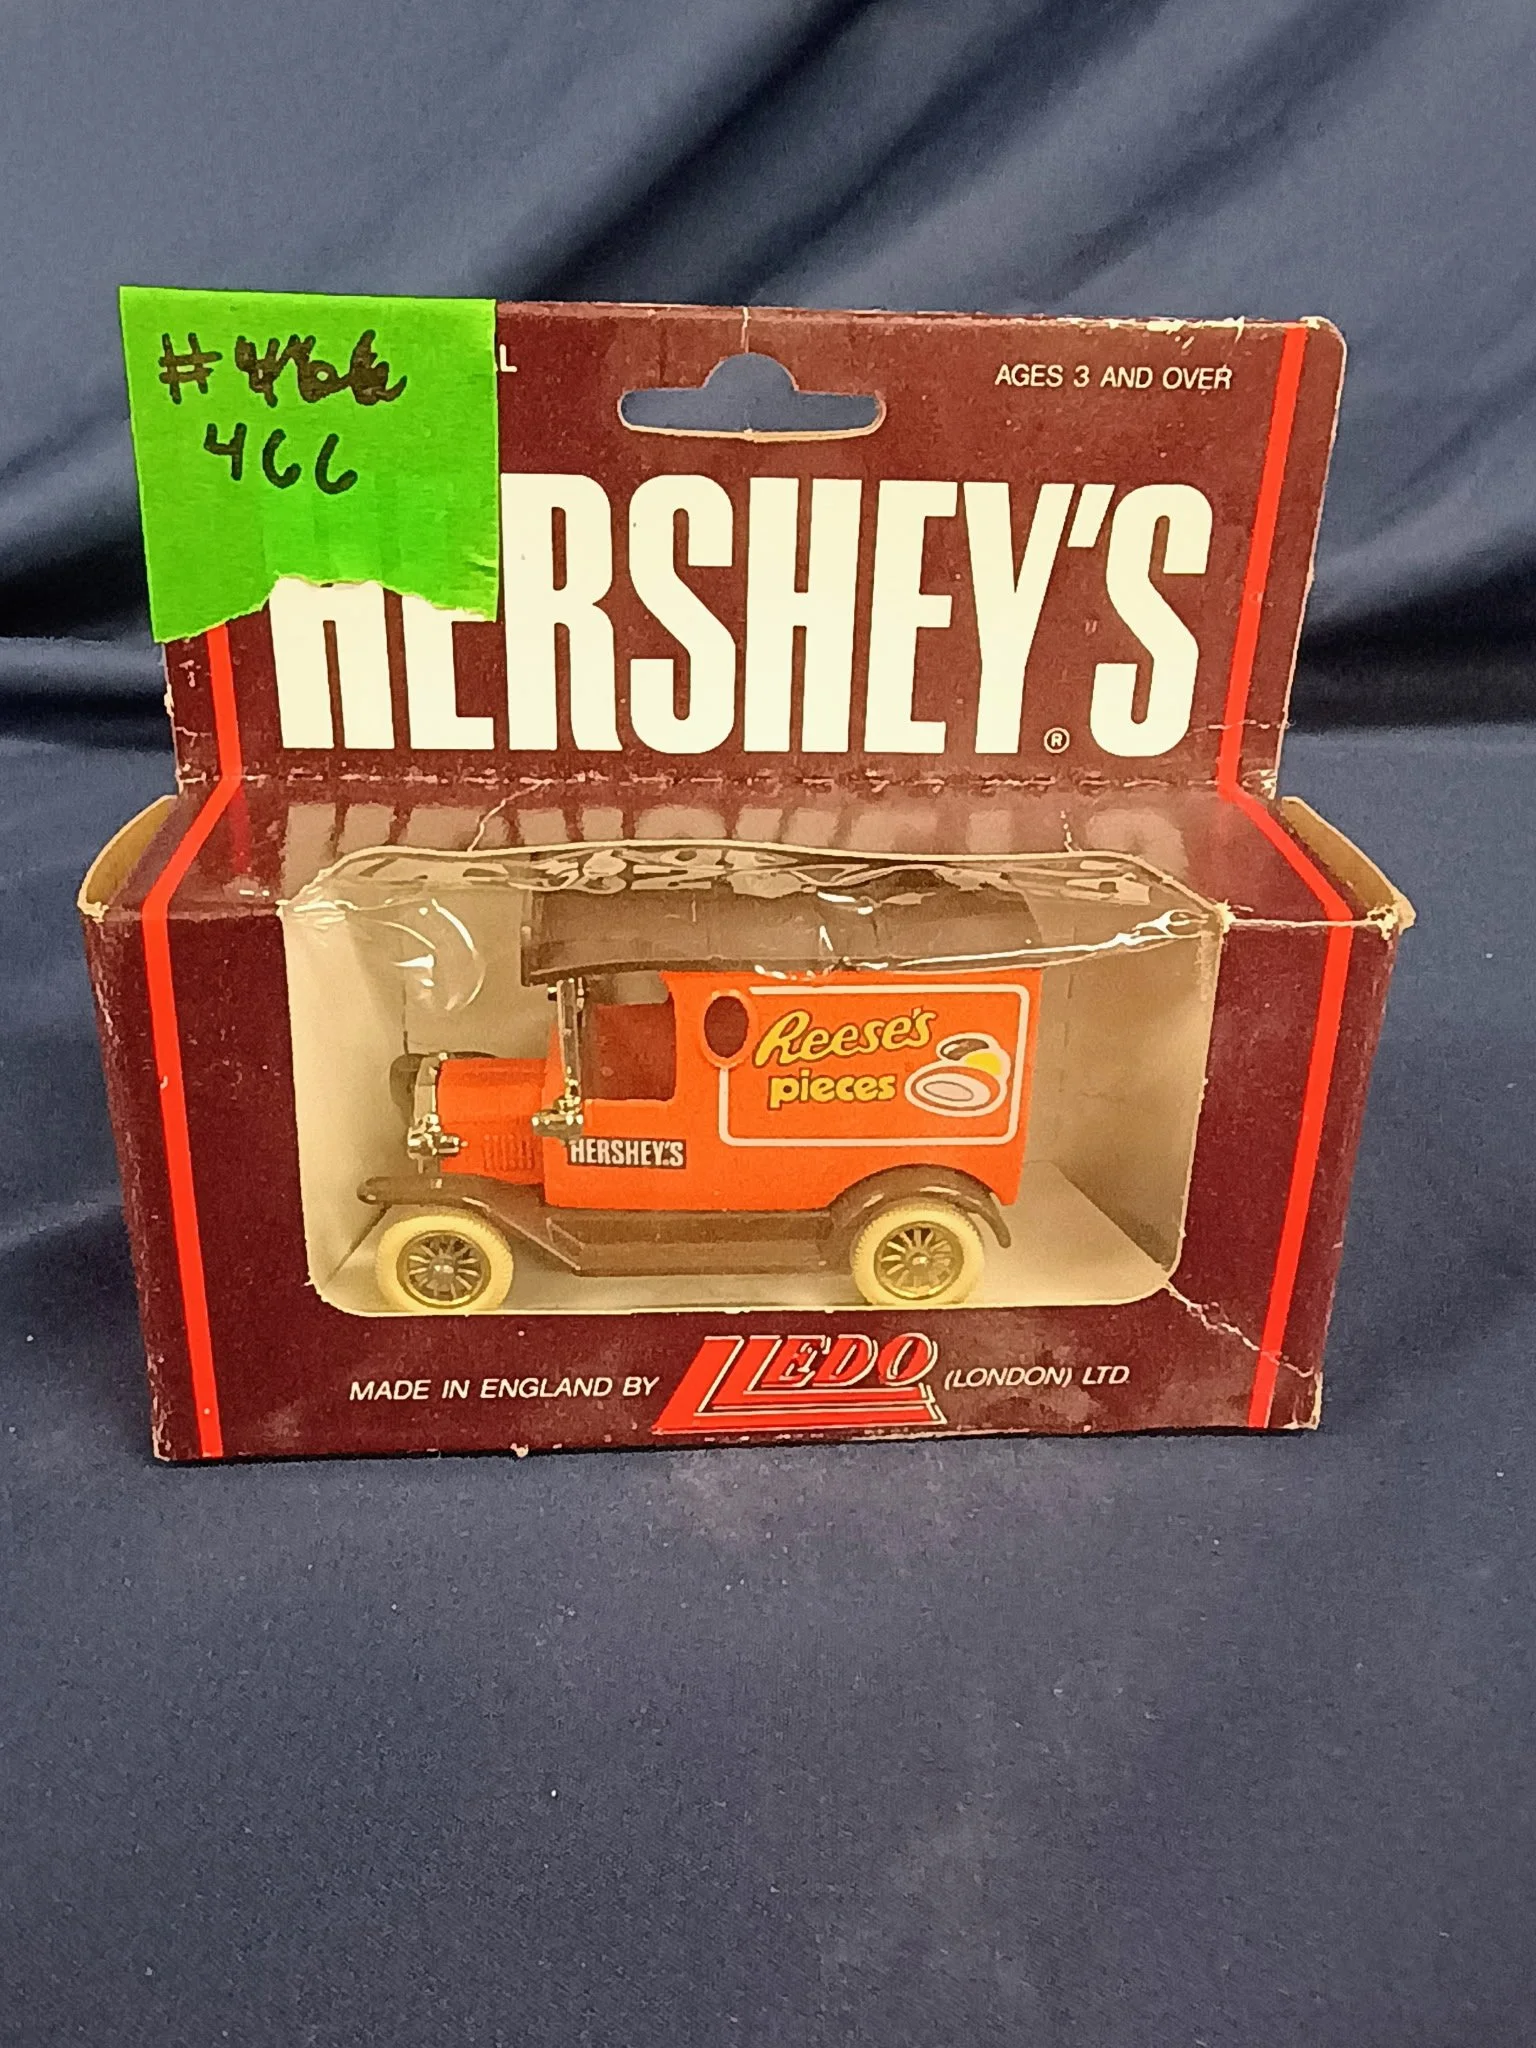 #466
466
L
AGES 3 AND OVER
HERSHEY'S®
Reese's
pieces
HERSHEY'S
MADE IN ENGLAND BY LLEDO (LONDON) LTD.